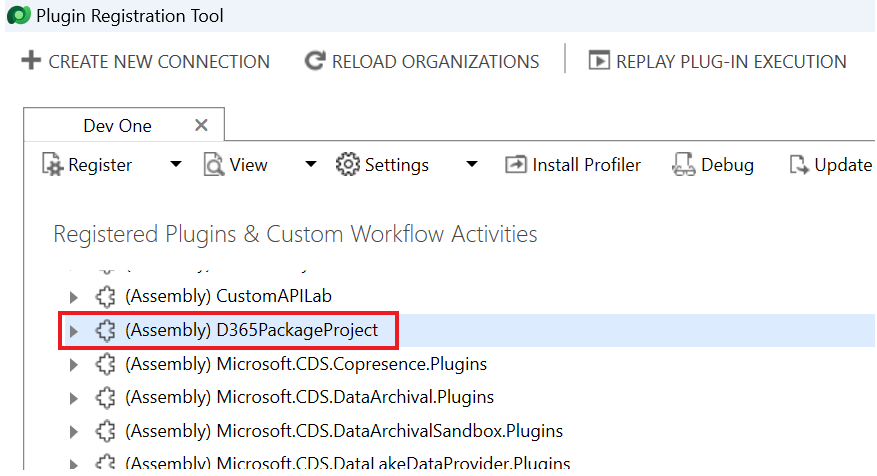 Plugin Registration Tool
CREATE NEW CONNECTION RELOAD ORGANIZATIONS REPLAY PLUG-IN EXECUTION
Dev One
Register View Settings Install Profiler Debug Update
Registered Plugins & Custom Workflow Activities
(Assembly) CustomAPILab
(Assembly) D365PackageProject
(Assembly) Microsoft.CDS.Copresence.Plugins
(Assembly) Microsoft.CDS.DataArchival.Plugins
(Assembly) Microsoft.CDS.DataArchivalSandbox.Plugins
(Assembly) Microsoft.CDS.DataLakeDataProvider.Plugins